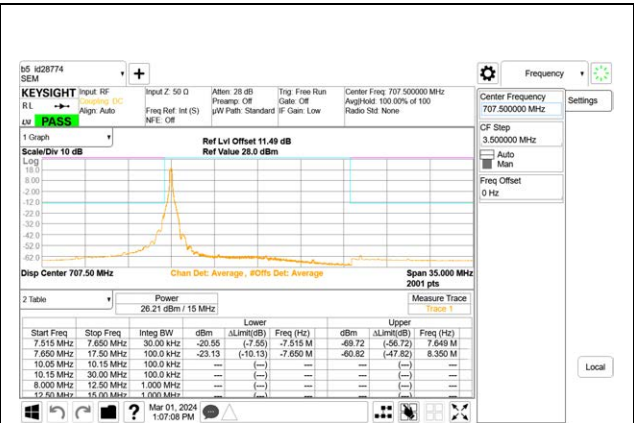 b5 id28774
SEM
Frequency
KEYSIGHT
RL
PASS
Input: RF
Coupling: DC
Align: Auto
Input Z: 50 Ω
Freq Ref: Int (S)
NFE: Off
Atten: 28 dB
Preamp: Off
µW Path: Standard
Trig: Free Run
Gate: Off
IF Gain: Low
Center Freq: 707.500000 MHz
Avg|Hold: 100.00% of 100
Radio Std: None
Center Frequency
707.500000 MHz
Settings
CF Step
3.500000 MHz
Auto
Man
Freq Offset
0 Hz
Local
1 Graph
Scale/Div 10 dB
Ref Lvl Offset 11.49 dB
Ref Value 28.0 dBm
Log
18.0
8.00
-2.00
-12.0
-22.0
-32.0
-42.0
-52.0
-62.0
Disp Center 707.50 MHz
Chan Det: Average , #Offs Det: Average
Span 35.000 MHz
2001 pts
2 Table
Power
26.21 dBm / 15 MHz
Measure Trace
Trace 1
Lower Upper
Start Freq Stop Freq Integ BW dBm ΔLimit(dB) Freq (Hz) dBm ΔLimit(dB) Freq (Hz)
7.515 MHz 7.650 MHz 30.00 kHz -20.55 (-7.55) -7.515 M -69.72 (-56.72) 7.649 M
7.650 MHz 17.50 MHz 100.0 kHz -23.13 (-10.13) -7.650 M -60.82 (-47.82) 8.350 M
10.05 MHz 10.15 MHz 100.0 kHz --- (---) --- --- (---) ---
10.15 MHz 30.00 MHz 100.0 kHz --- (---) --- --- (---) ---
8.000 MHz 12.50 MHz 1.000 MHz --- (---) --- --- (---) ---
12.50 MHz 15.00 MHz 1.000 MHz --- (---) --- --- (---) ---
Mar 01, 2024
1:07:08 PM